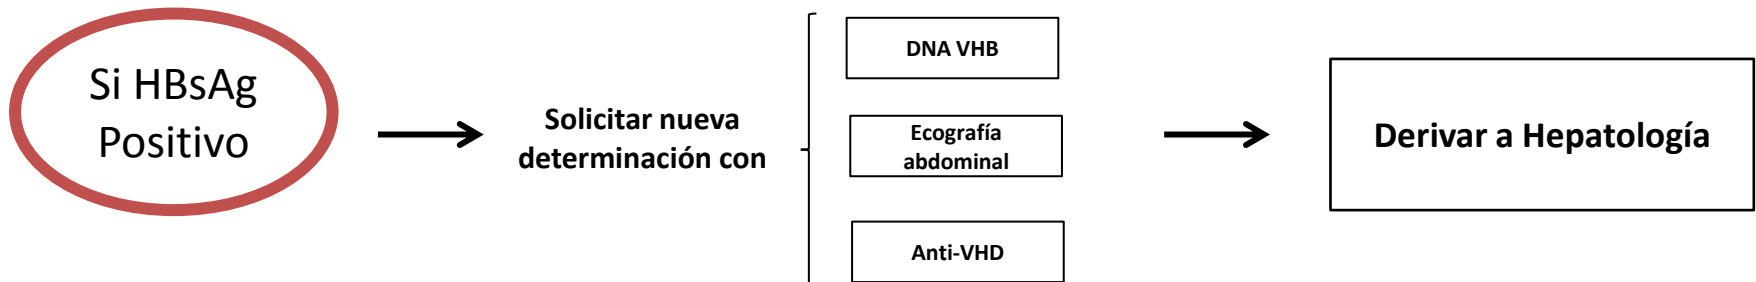 Si HBsAg
Positivo
Solicitar nueva
determinación con
DNA VHB
Ecografía
abdominal
Anti-VHD
Derivar a Hepatología